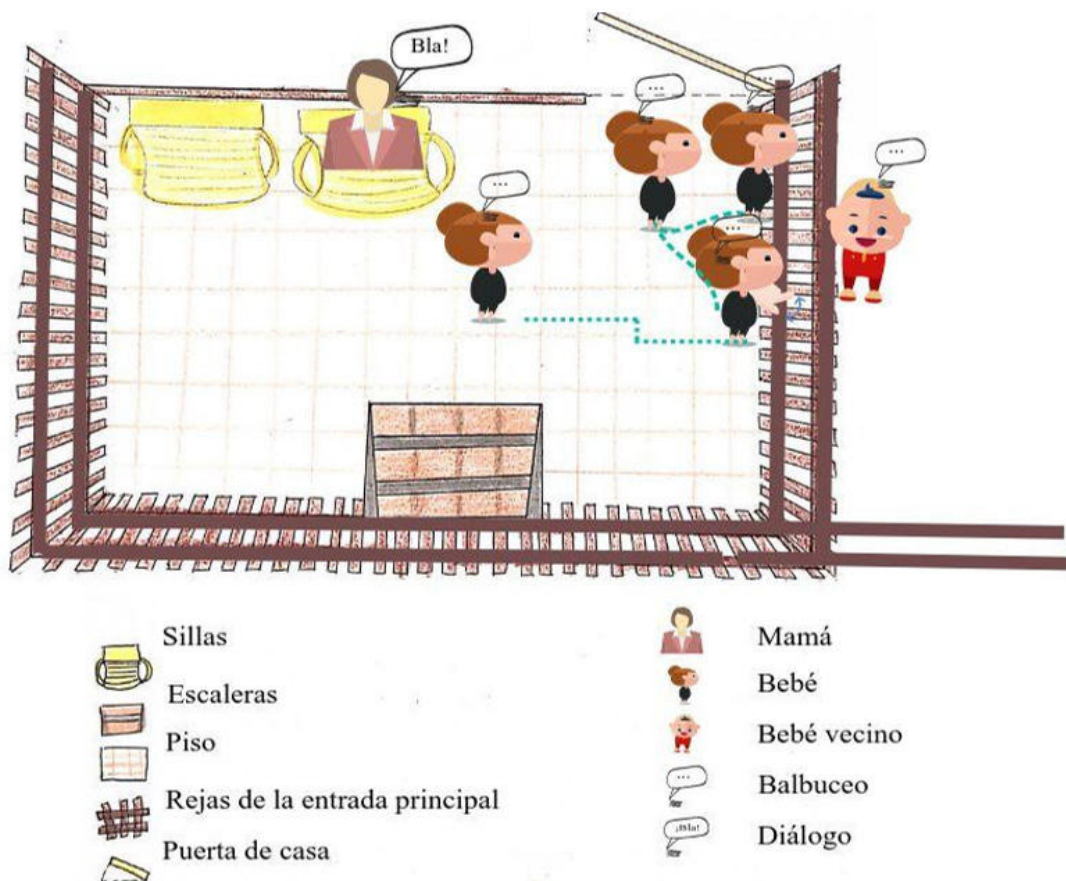 Bla!
...
...
...
...
...
Sillas
Escaleras
Piso
Rejas de la entrada principal
Puerta de casa
Mamá
Bebé
Bebé vecino
...
Balbuceo
¡Bla!
Diálogo